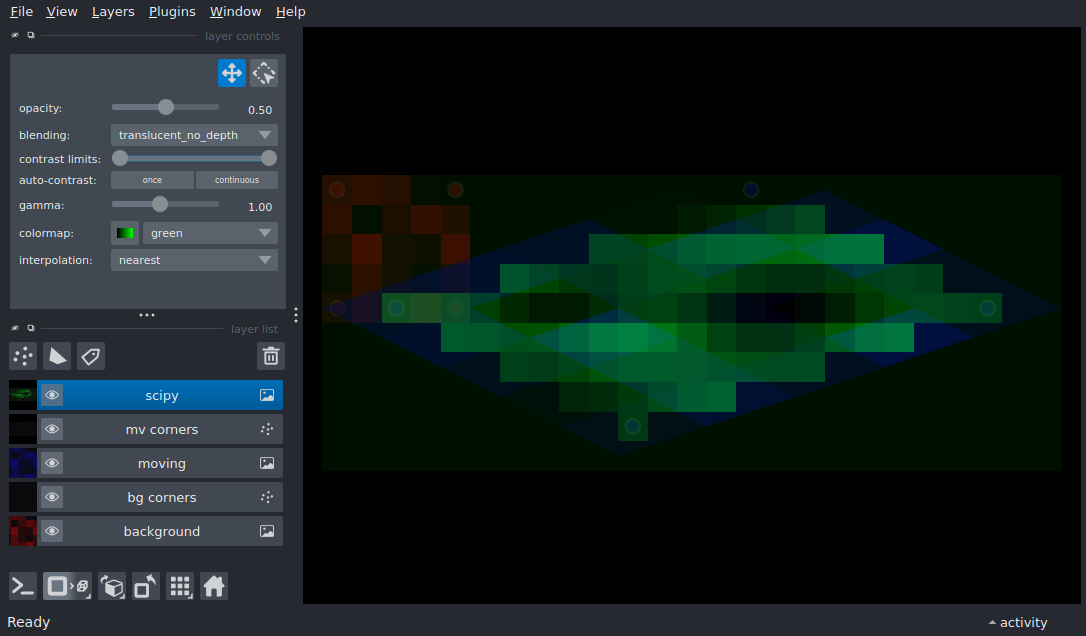 File View Layers Plugins Window Help
layer controls
opacity: 0.50
blending: translucent_no_depth
contrast limits:
auto-contrast: once continuous
gamma: 1.00
colormap: green
interpolation: nearest
layer list
scipy
mv corners
moving
bg corners
background
Ready activity